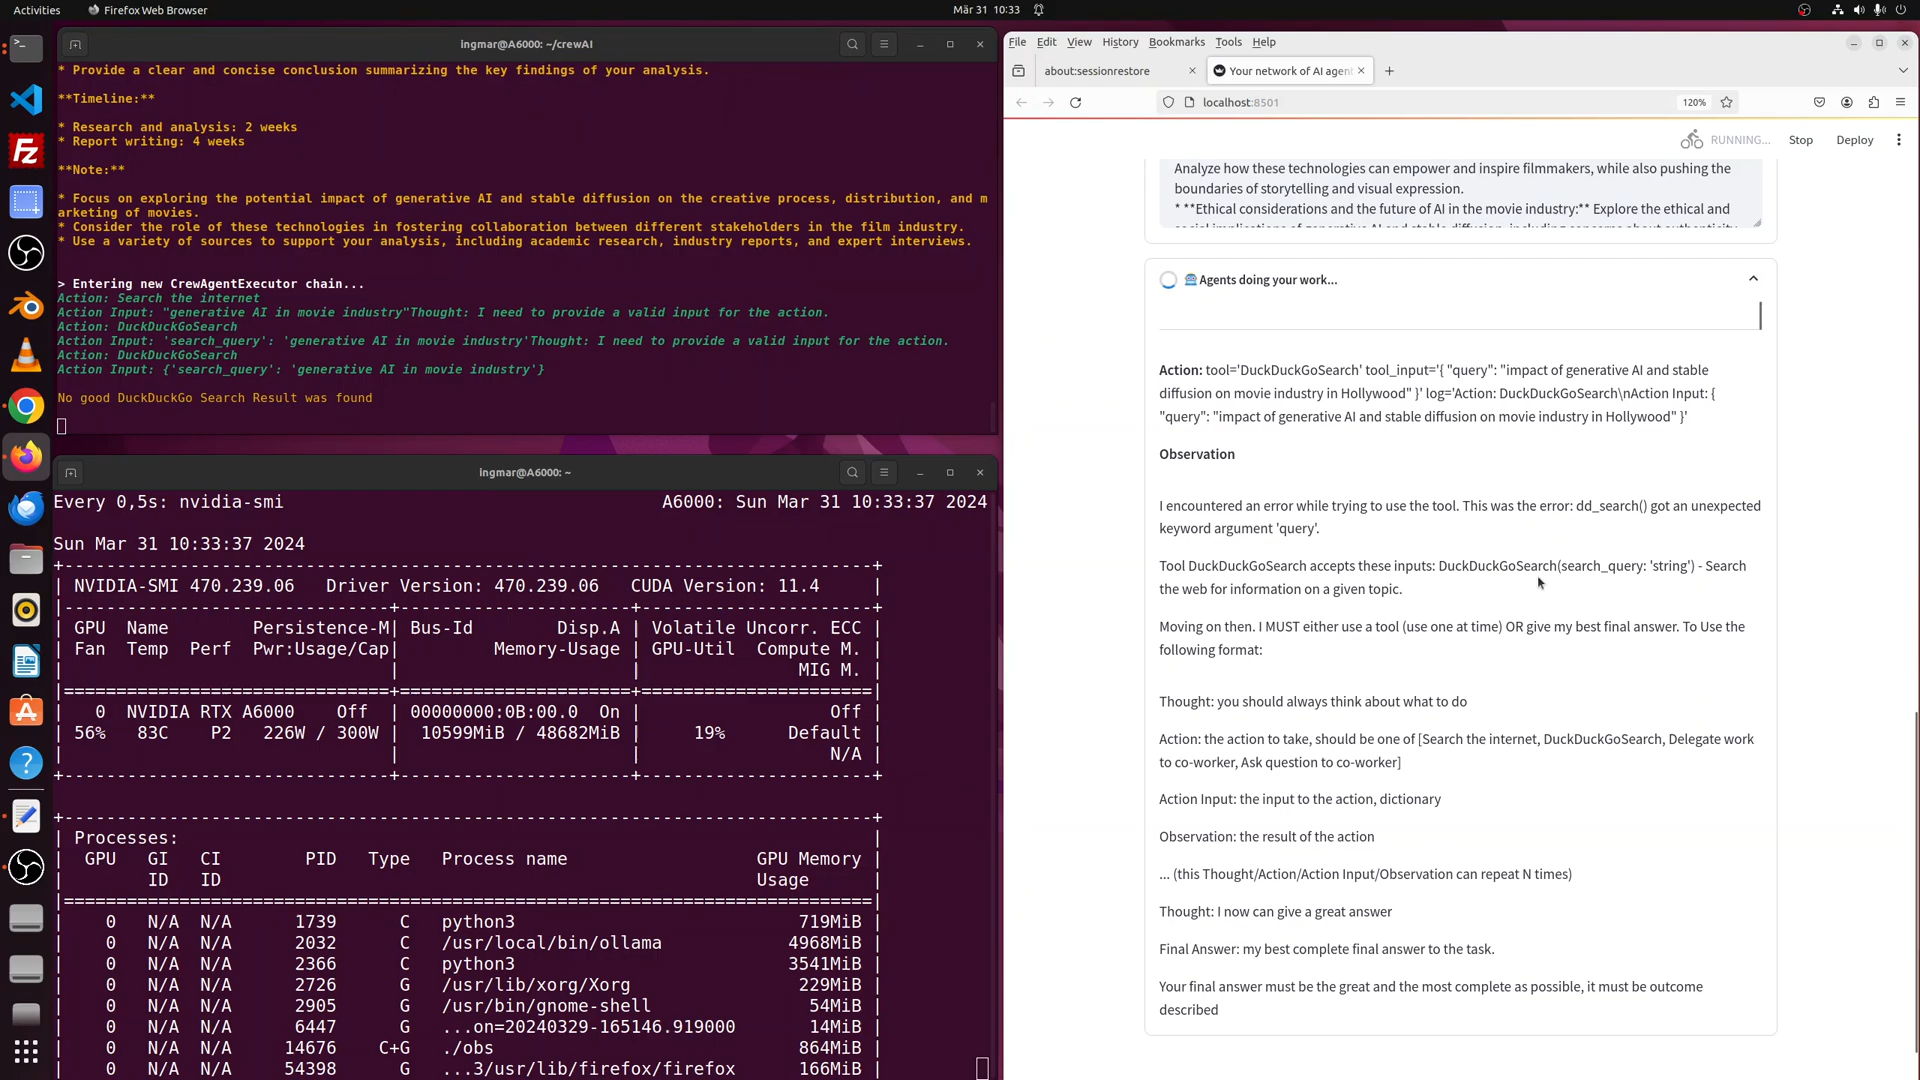 Activities
Firefox Web Browser
Mär 31 10:33
ingmar@A6000: ~/crewAI
* Provide a clear and concise conclusion summarizing the key findings of your analysis.
**Timeline:**
* Research and analysis: 2 weeks
* Report writing: 4 weeks
**Note:**
* Focus on exploring the potential impact of generative AI and stable diffusion on the creative process, distribution, and m
arketing of movies.
* Consider the role of these technologies in fostering collaboration between different stakeholders in the film industry.
* Use a variety of sources to support your analysis, including academic research, industry reports, and expert interviews.
> Entering new CrewAgentExecutor chain...
Action: Search the internet
Action Input: "generative AI in movie industry"Thought: I need to provide a valid input for the action.
Action: DuckDuckGoSearch
Action Input: 'search_query': 'generative AI in movie industry'Thought: I need to provide a valid input for the action.
Action: DuckDuckGoSearch
Action Input: {'search_query': 'generative AI in movie industry'}
No good DuckDuckGo Search Result was found
ingmar@A6000: ~
Every 0,5s: nvidia-smi A6000: Sun Mar 31 10:33:37 2024
Sun Mar 31 10:33:37 2024
+-----------------------------------------------------------------------------+
| NVIDIA-SMI 470.239.06 Driver Version: 470.239.06 CUDA Version: 11.4 |
|-------------------------------+----------------------+----------------------+
| GPU Name Persistence-M| Bus-Id Disp.A | Volatile Uncorr. ECC |
| Fan Temp Perf Pwr:Usage/Cap| Memory-Usage | GPU-Util Compute M. |
| | | MIG M. |
|===============================+======================+======================|
| 0 NVIDIA RTX A6000 Off | 00000000:0B:00.0 On | Off |
| 56% 83C P2 226W / 300W | 10599MiB / 48682MiB | 19% Default |
| | | N/A |
+-------------------------------+----------------------+----------------------+
+-----------------------------------------------------------------------------+
| Processes: |
| GPU GI CI PID Type Process name GPU Memory |
| ID ID Usage |
|=============================================================================|
| 0 N/A N/A 1739 C python3 719MiB |
| 0 N/A N/A 2032 C /usr/local/bin/ollama 4968MiB |
| 0 N/A N/A 2366 C python3 3541MiB |
| 0 N/A N/A 2726 G /usr/lib/xorg/Xorg 229MiB |
| 0 N/A N/A 2905 G /usr/bin/gnome-shell 54MiB |
| 0 N/A N/A 6447 G ...on=20240329-165146.919000 14MiB |
| 0 N/A N/A 14676 C+G ./obs 864MiB |
| 0 N/A N/A 54398 G ...3/usr/lib/firefox/firefox 166MiB |
File Edit View History Bookmarks Tools Help
about:sessionrestore
Your network of AI agent
localhost:8501
120%
RUNNING... Stop Deploy
Analyze how these technologies can empower and inspire filmmakers, while also pushing the
boundaries of storytelling and visual expression.
* **Ethical considerations and the future of AI in the movie industry:** Explore the ethical and
social implications of generative AI and stable diffusion, including concerns about authenticity,
Agents doing your work...
Action: tool='DuckDuckGoSearch' tool_input='{ "query": "impact of generative AI and stable
diffusion on movie industry in Hollywood" }' log='Action: DuckDuckGoSearch\nAction Input: {
"query": "impact of generative AI and stable diffusion on movie industry in Hollywood" }'
Observation
I encountered an error while trying to use the tool. This was the error: dd_search() got an unexpected
keyword argument 'query'.
Tool DuckDuckGoSearch accepts these inputs: DuckDuckGoSearch(search_query: 'string') - Search
the web for information on a given topic.
Moving on then. I MUST either use a tool (use one at time) OR give my best final answer. To Use the
following format:
Thought: you should always think about what to do
Action: the action to take, should be one of [Search the internet, DuckDuckGoSearch, Delegate work
to co-worker, Ask question to co-worker]
Action Input: the input to the action, dictionary
Observation: the result of the action
... (this Thought/Action/Action Input/Observation can repeat N times)
Thought: I now can give a great answer
Final Answer: my best complete final answer to the task.
Your final answer must be the great and the most complete as possible, it must be outcome
described